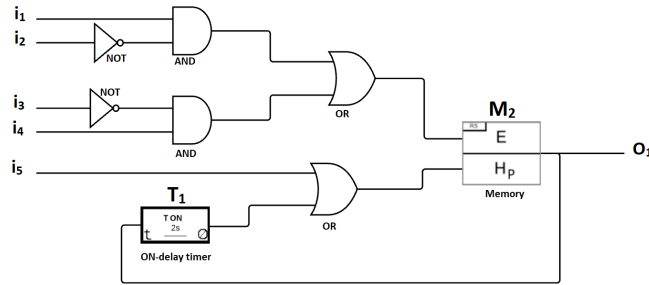 i1
i2
NOT
AND
NOT
i3
i4
AND
OR
M2
RS
E
HP
O1
Memory
i5
T1
T ON
2s
t
Ø
OR
ON-delay timer